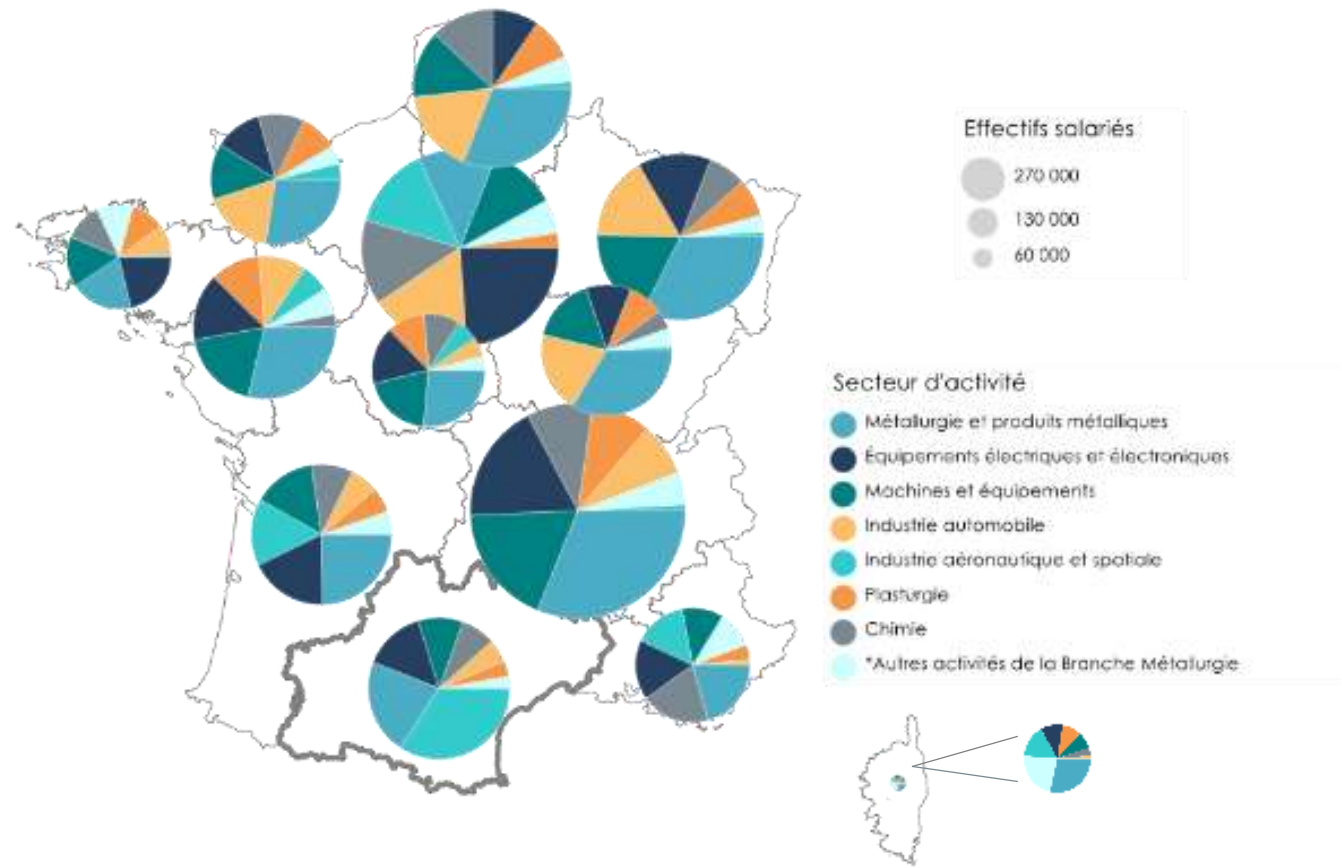 Effectifs salariés
270 000
130 000
60 000
Secteur d'activité
Métallurgie et produits métalliques
Équipements électriques et électroniques
Machines et équipements
Industrie automobile
Industrie aéronautique et spatiale
Plasturgie
Chimie
*Autres activités de la Branche Métallurgie